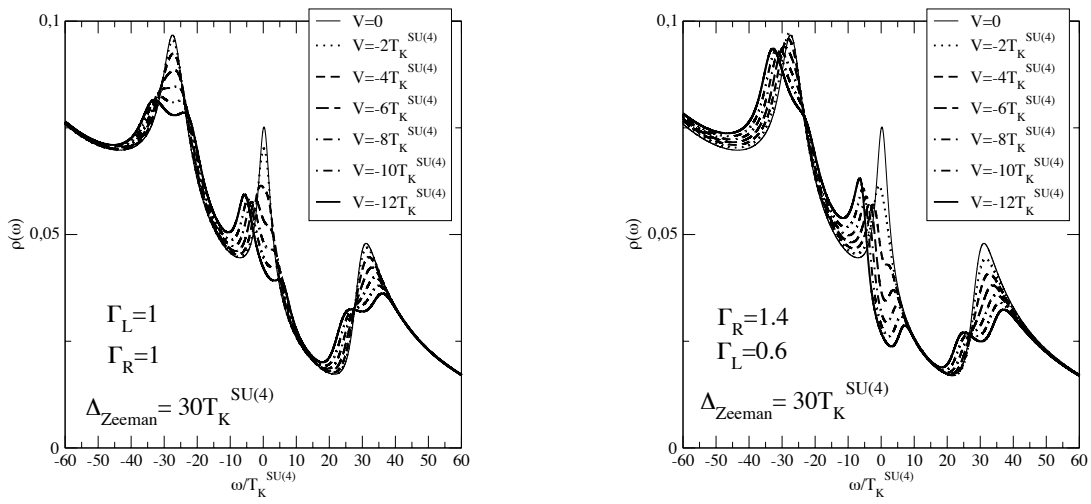 0,1
0,05
0
ρ(ω)
V=0
V=-2T_K^SU(4)
V=-4T_K^SU(4)
V=-6T_K^SU(4)
V=-8T_K^SU(4)
V=-10T_K^SU(4)
V=-12T_K^SU(4)
Γ_L=1
Γ_R=1
Δ_Zeeman= 30T_K^SU(4)
-60 -50 -40 -30 -20 -10 0 10 20 30 40 50 60
ω/T_K^SU(4)
0,1
0,05
0
ρ(ω)
V=0
V=-2T_K^SU(4)
V=-4T_K^SU(4)
V=-6T_K^SU(4)
V=-8T_K^SU(4)
V=-10T_K^SU(4)
V=-12T_K^SU(4)
Γ_R=1.4
Γ_L=0.6
Δ_Zeeman= 30T_K^SU(4)
-60 -50 -40 -30 -20 -10 0 10 20 30 40 50 60
ω/T_K^SU(4)